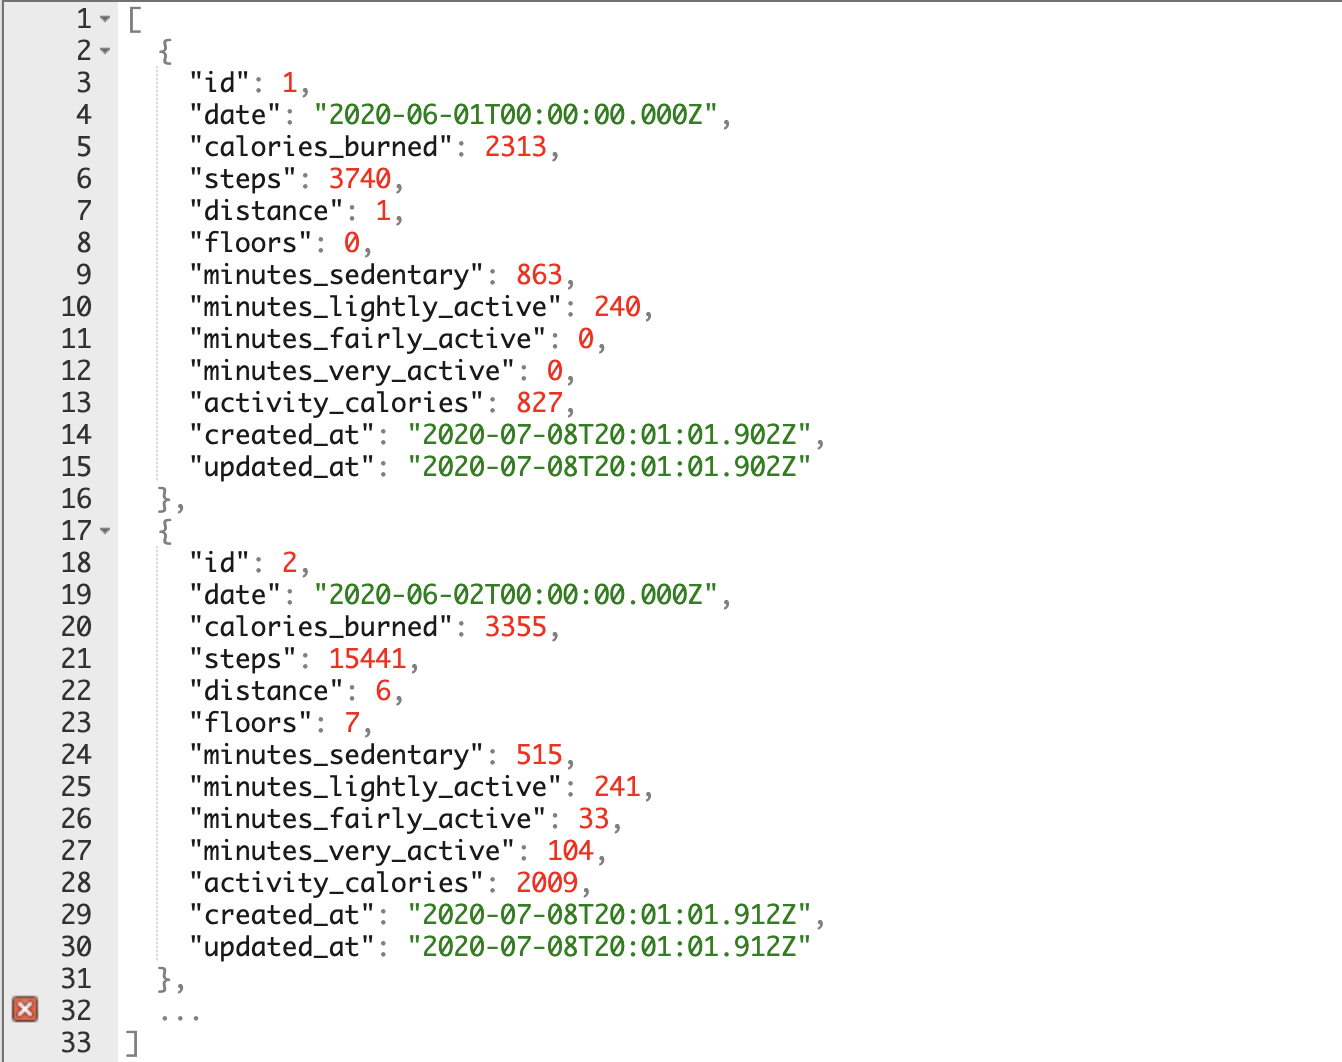 1 [
2 {
3 "id": 1,
4 "date": "2020-06-01T00:00:00.000Z",
5 "calories_burned": 2313,
6 "steps": 3740,
7 "distance": 1,
8 "floors": 0,
9 "minutes_sedentary": 863,
10 "minutes_lightly_active": 240,
11 "minutes_fairly_active": 0,
12 "minutes_very_active": 0,
13 "activity_calories": 827,
14 "created_at": "2020-07-08T20:01:01.902Z",
15 "updated_at": "2020-07-08T20:01:01.902Z"
16 },
17 {
18 "id": 2,
19 "date": "2020-06-02T00:00:00.000Z",
20 "calories_burned": 3355,
21 "steps": 15441,
22 "distance": 6,
23 "floors": 7,
24 "minutes_sedentary": 515,
25 "minutes_lightly_active": 241,
26 "minutes_fairly_active": 33,
27 "minutes_very_active": 104,
28 "activity_calories": 2009,
29 "created_at": "2020-07-08T20:01:01.912Z",
30 "updated_at": "2020-07-08T20:01:01.912Z"
31 },
32 ...
33 ]